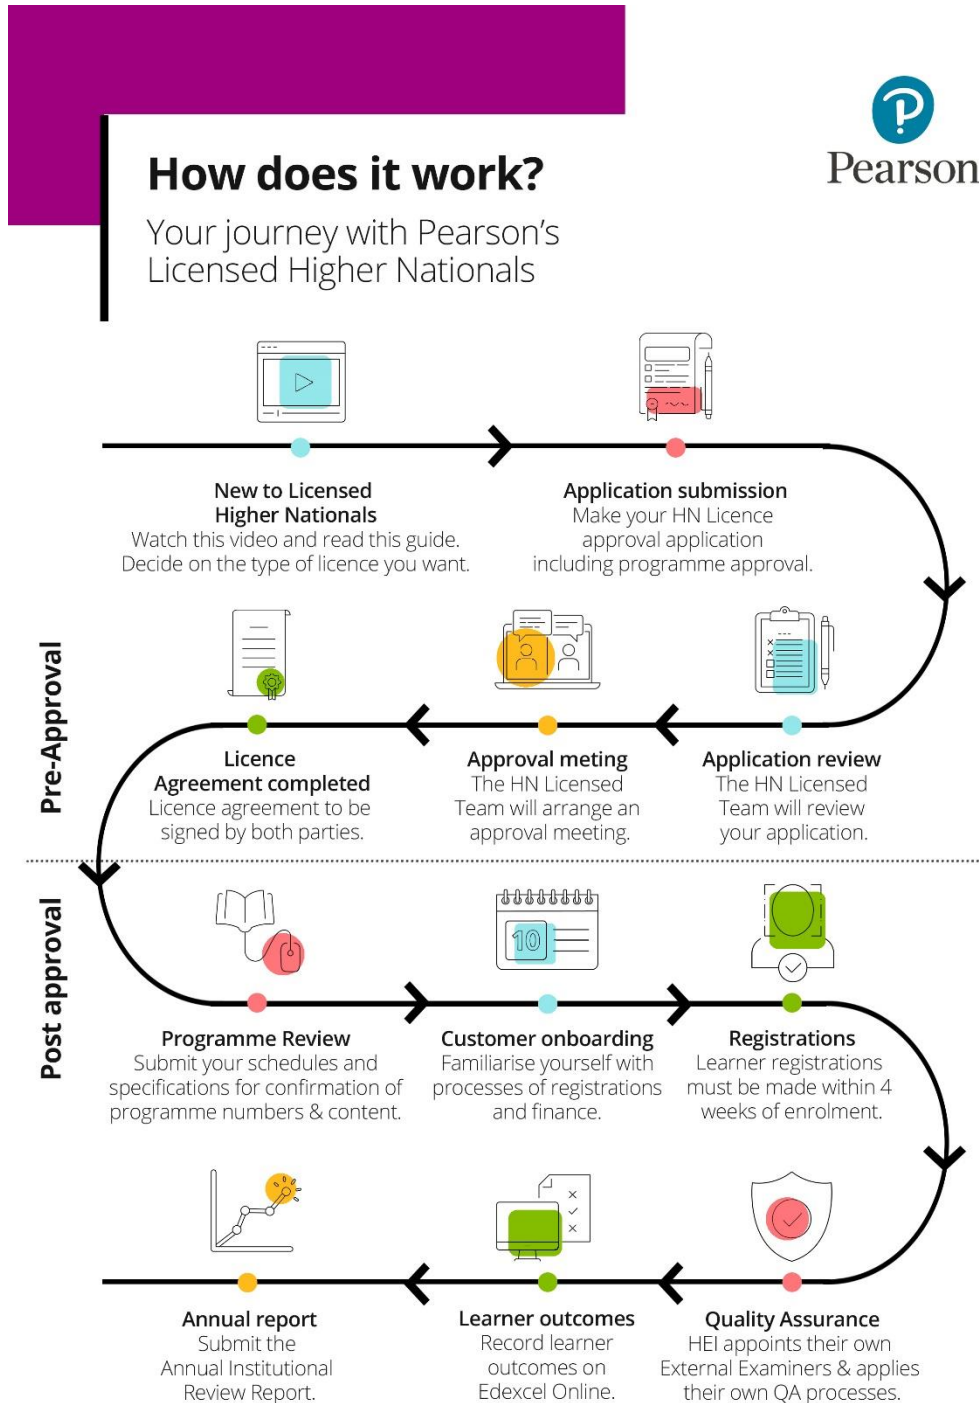 How does it work?
Your journey with Pearson's
Licensed Higher Nationals
Pearson
New to Licensed
Higher Nationals
Watch this video and read this guide.
Decide on the type of licence you want.
Application submission
Make your HN Licence
approval application
including programme approval.
Pre-Approval
Application review
The HN Licensed
Team will review
your application.
Approval meting
The HN Licensed
Team will arrange an
approval meeting.
Licence
Agreement completed
Licence agreement to be
signed by both parties.
Post approval
Programme Review
Submit your schedules and
specifications for confirmation of
programme numbers & content.
10
Customer onboarding
Familiarise yourself with
processes of registrations
and finance.
Registrations
Learner registrations
must be made within 4
weeks of enrolment.
Quality Assurance
HEI appoints their own
External Examiners & applies
their own QA processes.
Learner outcomes
Record learner
outcomes on
Edexcel Online.
Annual report
Submit the
Annual Institutional
Review Report.